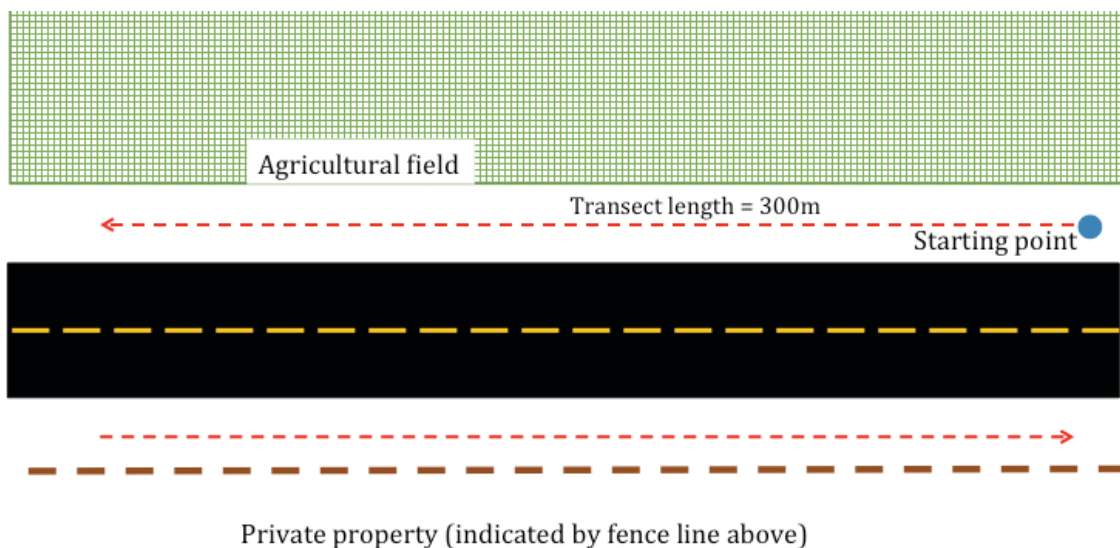 Agricultural field
Transect length = 300m
Starting point
Private property (indicated by fence line above)